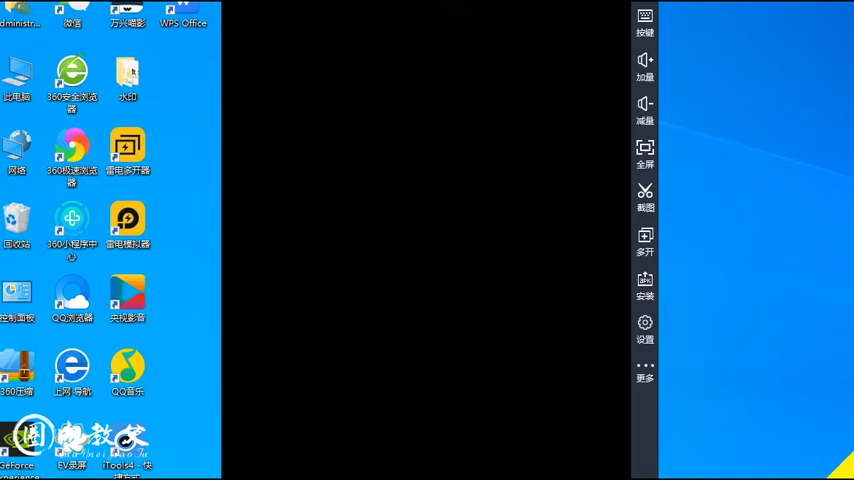 dministr...
微信
万兴喵影
WPS Office
此电脑
360安全浏览
器
水印
网络
360极速浏览
器
雷电多开器
回收站
360小程序中
心
雷电模拟器
控制面板
QQ浏览器
央视影音
360压缩
上网导航
QQ音乐
GeForce
xperience
EV录屏
iTools4 - 快
捷方式
按键
加量
减量
全屏
截图
多开
APK
安装
设置
更多